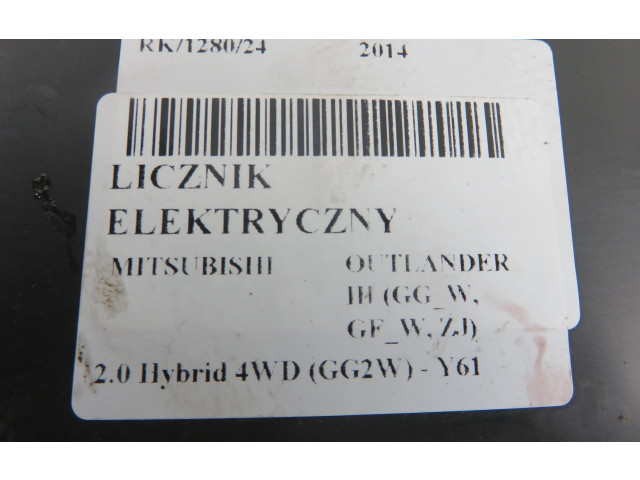 RK/1280/24 2014
LICZNIK
ELEKTRYCZNY
MITSUBISHI OUTLANDER
III (GG_W,
GF_W, ZJ)
2.0 Hybrid 4WD (GG2W) - Y61